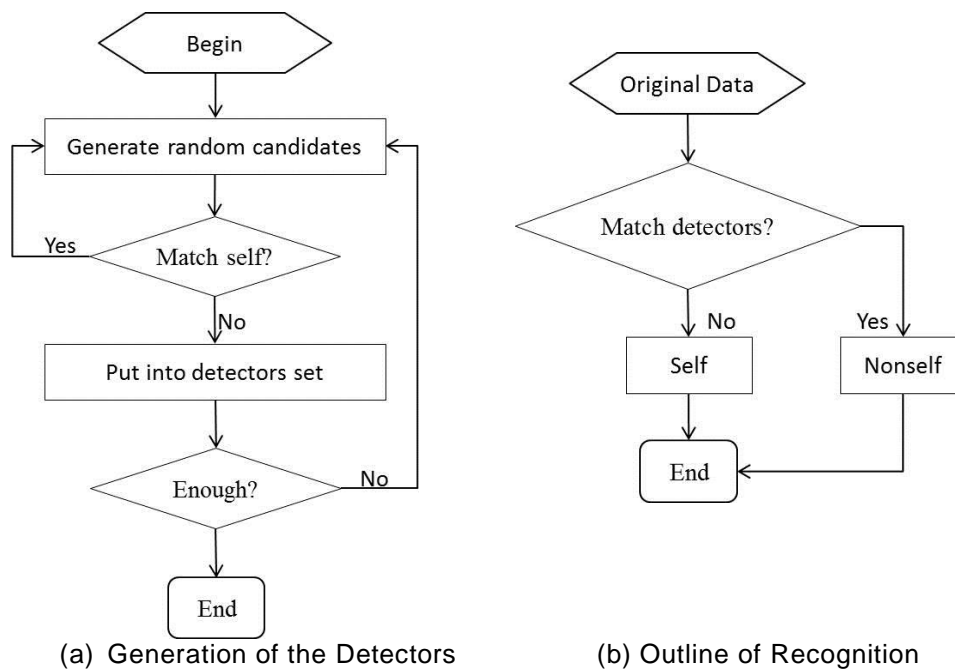 Begin
Generate random candidates
Yes
Match self?
No
Put into detectors set
Enough?
No
End
(a) Generation of the Detectors
Original Data
Match detectors?
No
Yes
Self
Nonself
End
(b) Outline of Recognition